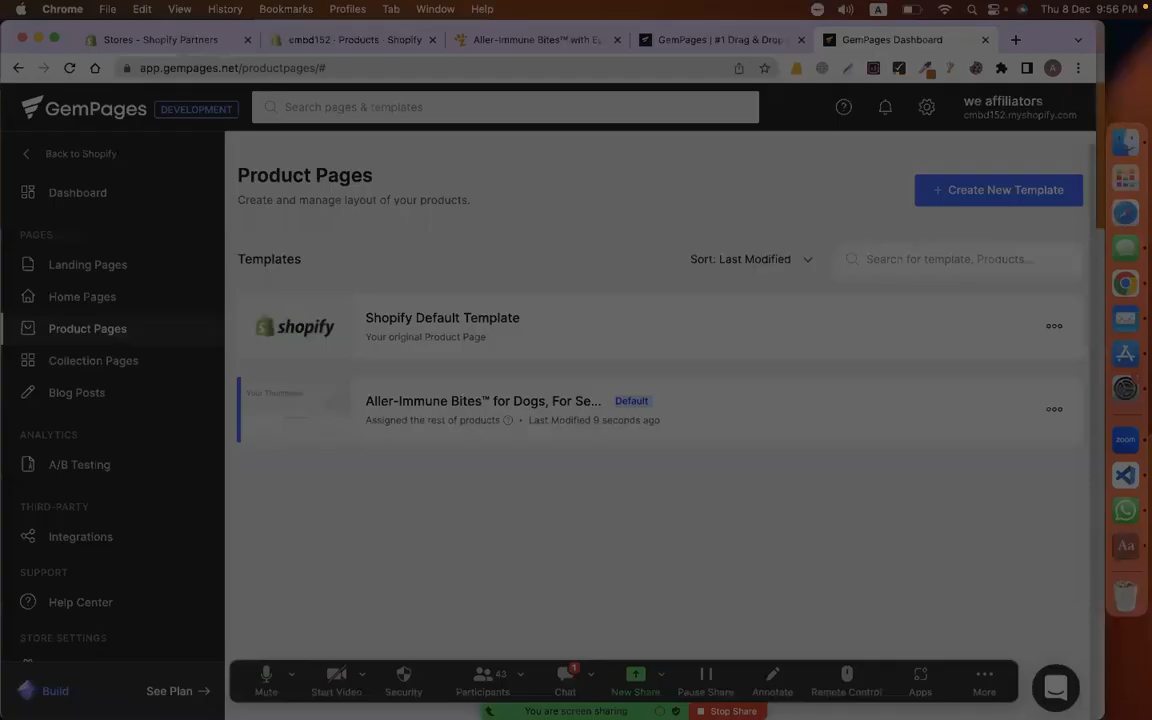 Chrome File Edit View History Bookmarks Profiles Tab Window Help A Thu 8 Dec 9:56 PM
Stores - Shopify Partners
cmbd152 · Products · Shopify
Aller-Immune Bites™ with E
GemPages | #1 Drag & Drop
GemPages Dashboard
app.gempages.net/productpages/#
A
GemPages DEVELOPMENT
Search pages & templates
we affiliators
cmbd152.myshopify.com
Back to Shopify
Dashboard
PAGES
Landing Pages
Home Pages
Product Pages
Collection Pages
Blog Posts
ANALYTICS
A/B Testing
THIRD-PARTY
Integrations
SUPPORT
Help Center
STORE SETTINGS
Build See Plan →
Product Pages
Create and manage layout of your products.
+ Create New Template
Templates
Sort: Last Modified
Search for template, Products...
shopify
Shopify Default Template
Your original Product Page
Aller-Immune Bites™ for Dogs, For Se... Default
Assigned the rest of products • Last Modified 9 seconds ago
zoom
Aa
43
1
Mute Start Video Security Participants Chat New Share Pause Share Annotate Remote Control Apps More
You are screen sharing Stop Share